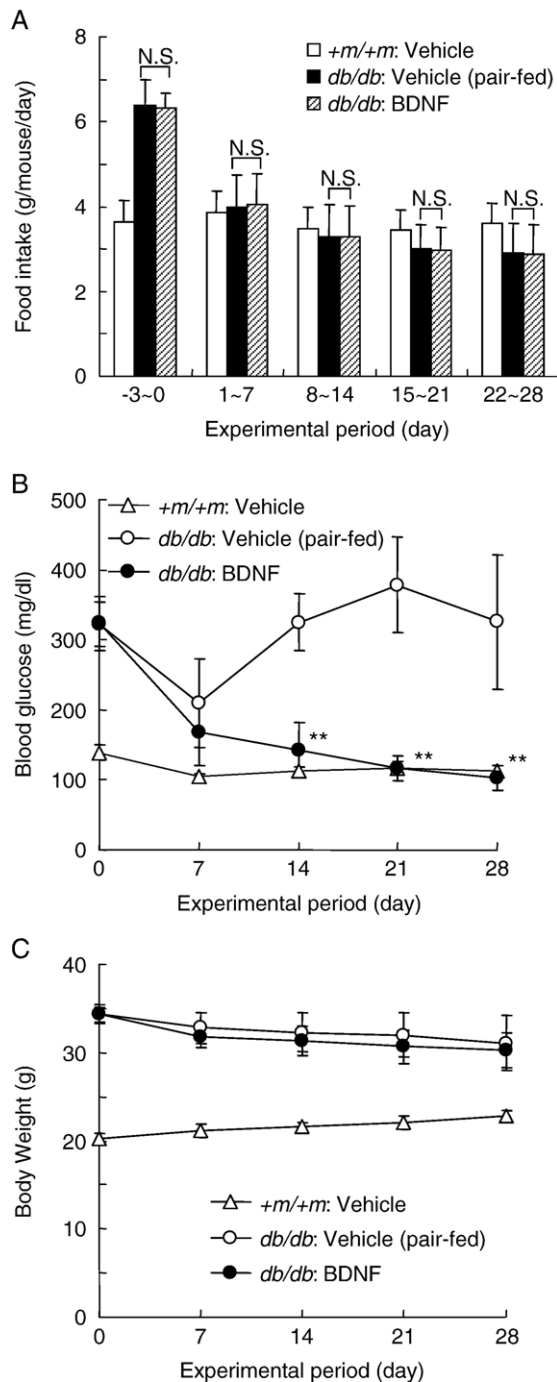 A
8
6
4
2
0
Food intake (g/mouse/day)
+m/+m: Vehicle
db/db: Vehicle (pair-fed)
db/db: BDNF
N.S.
N.S.
N.S.
N.S.
N.S.
-3~0 1~7 8~14 15~21 22~28
Experimental period (day)
B
500
400
300
200
100
0
Blood glucose (mg/dl)
+m/+m: Vehicle
db/db: Vehicle (pair-fed)
db/db: BDNF
**
**
**
0 7 14 21 28
Experimental period (day)
C
40
30
20
10
0
Body Weight (g)
+m/+m: Vehicle
db/db: Vehicle (pair-fed)
db/db: BDNF
0 7 14 21 28
Experimental period (day)